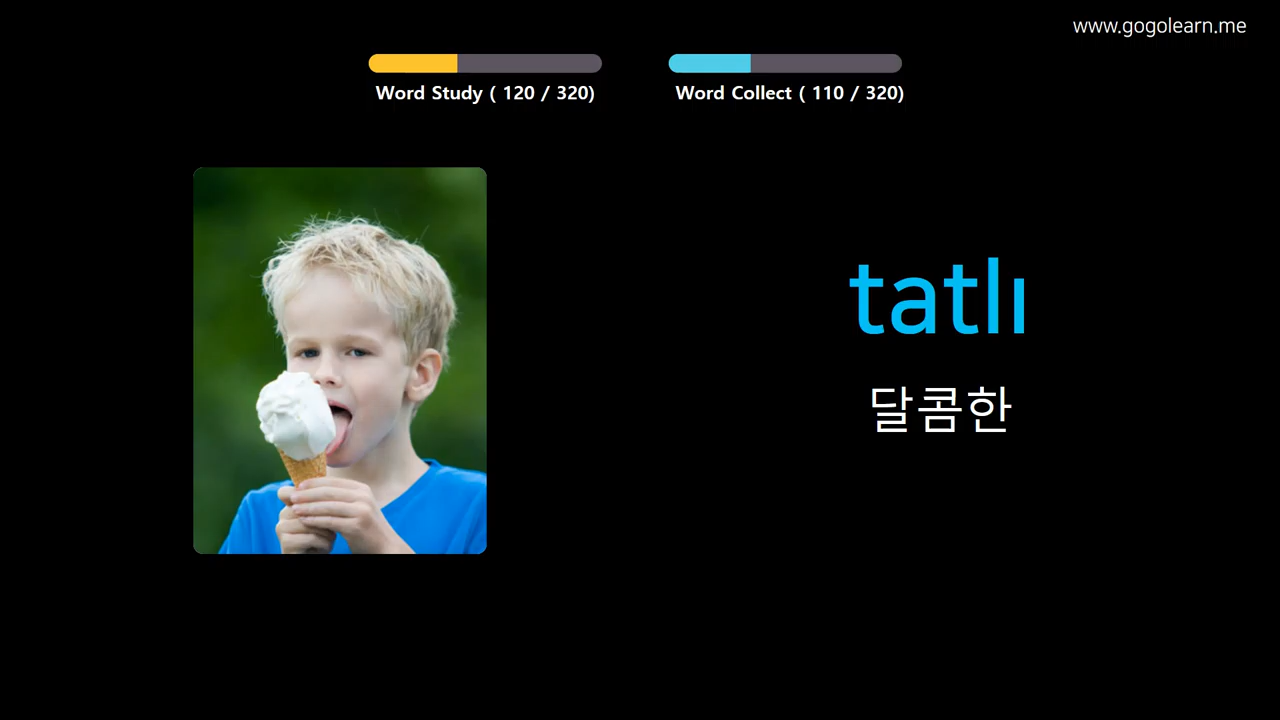 www.gogolearn.me
Word Study ( 120 / 320)
Word Collect ( 110 / 320)
tatlı
달콤한